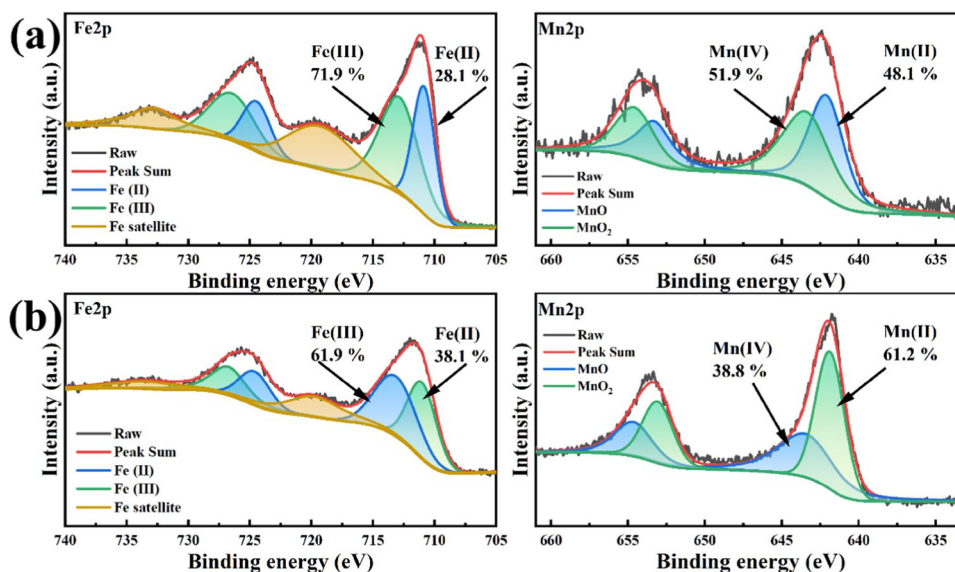 (a)
Fe2p
Fe(III)
71.9 %
Fe(II)
28.1 %
Raw
Peak Sum
Fe (II)
Fe (III)
Fe satellite
Intensity (a.u.)
740 735 730 725 720 715 710 705
Binding energy (eV)
Mn2p
Mn(IV)
51.9 %
Mn(II)
48.1 %
Raw
Peak Sum
MnO
MnO₂
Intensity (a.u.)
660 655 650 645 640 635
Binding energy (eV)
(b)
Fe2p
Fe(III)
61.9 %
Fe(II)
38.1 %
Raw
Peak Sum
Fe (II)
Fe (III)
Fe satellite
Intensity (a.u.)
740 735 730 725 720 715 710 705
Binding energy (eV)
Mn2p
Raw
Peak Sum
MnO
MnO₂
Mn(IV)
38.8 %
Mn(II)
61.2 %
Intensity (a.u.)
660 655 650 645 640 635
Binding energy (eV)